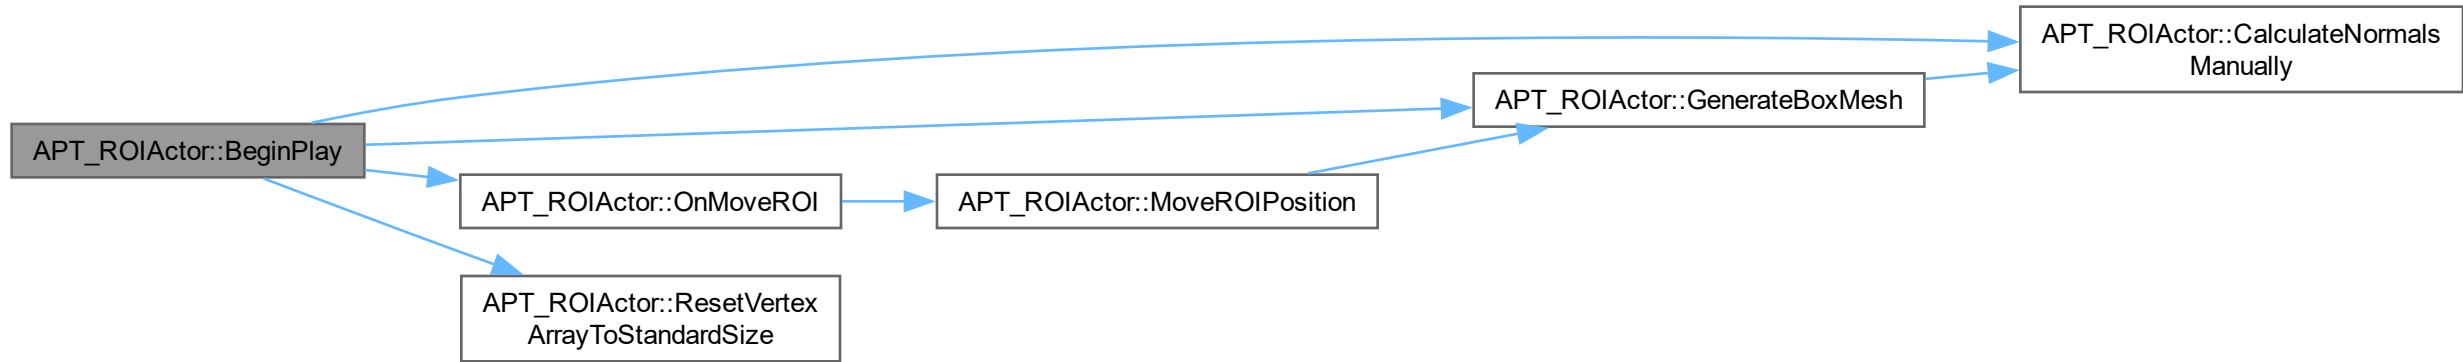 APT_ROIActor::BeginPlay
APT_ROIActor::OnMoveROI
APT_ROIActor::ResetVertex
ArrayToStandardSize
APT_ROIActor::MoveROIPosition
APT_ROIActor::GenerateBoxMesh
APT_ROIActor::CalculateNormals
Manually